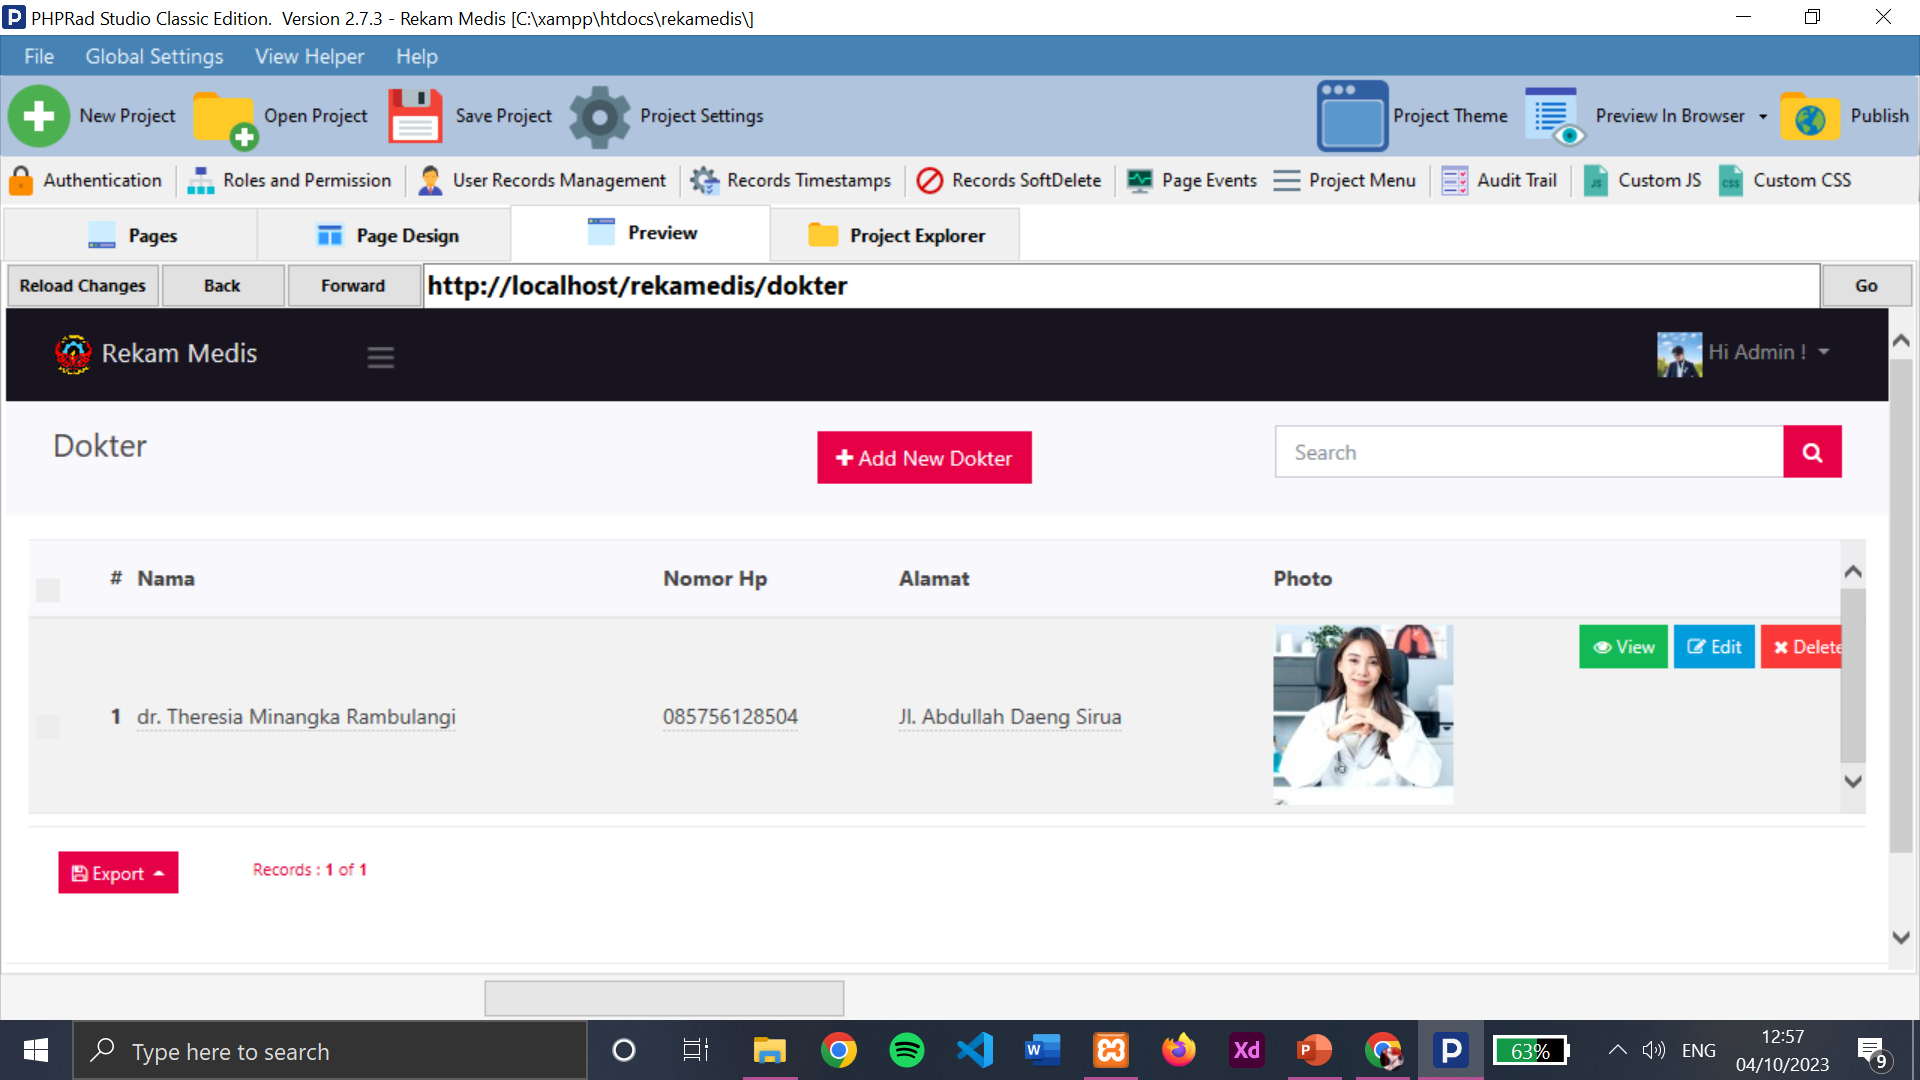 PHPRad Studio Classic Edition.  Version 2.7.3 - Rekam Medis [C:\xampp\htdocs\rekamedis\]
File Global Settings View Helper Help
New Project Open Project Save Project Project Settings Project Theme Preview In Browser Publish
Authentication Roles and Permission User Records Management Records Timestamps Records SoftDelete Page Events Project Menu Audit Trail Custom JS Custom CSS
Pages Page Design Preview Project Explorer
Reload Changes Back Forward http://localhost/rekamedis/dokter Go
Rekam Medis Hi Admin !
Dokter Add New Dokter Search
# Nama Nomor Hp Alamat Photo
View Edit Delete
1 dr. Theresia Minangka Rambulangi 085756128504 Jl. Abdullah Daeng Sirua
Export Records : 1 of 1
Type here to search 63% ENG 12:57
04/10/2023 9